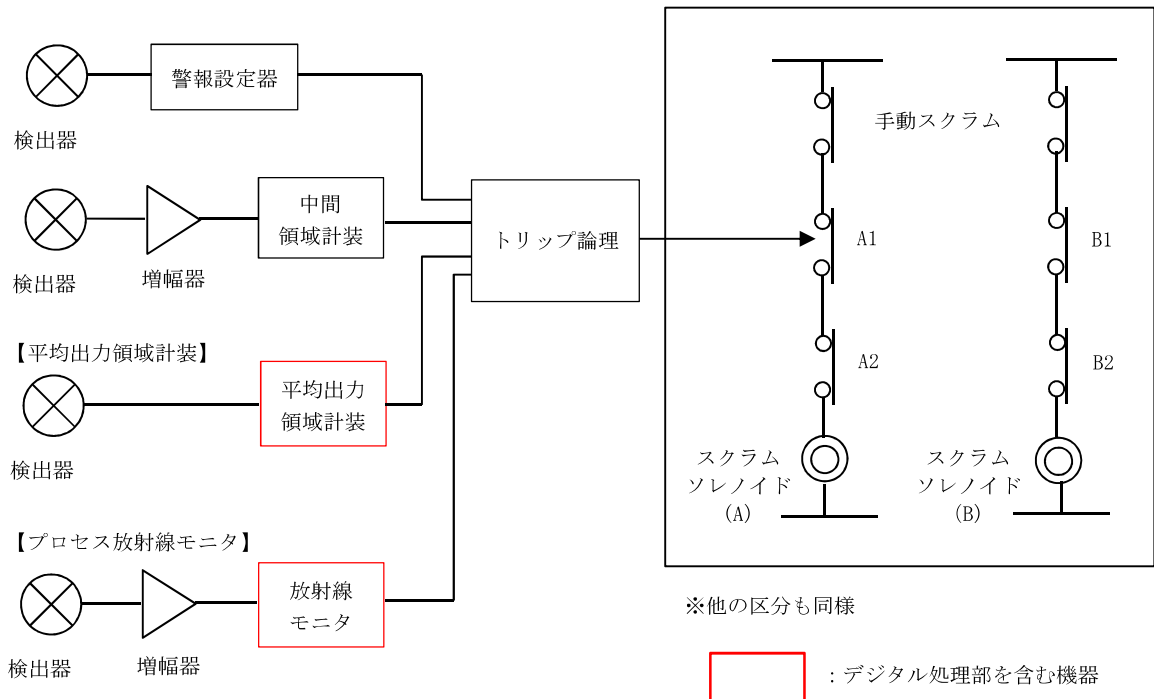 検出器
警報設定器
検出器
増幅器
中間
領域計装
【平均出力領域計装】
検出器
平均出力
領域計装
【プロセス放射線モニタ】
検出器
増幅器
放射線
モニタ
トリップ論理
手動スクラム
A1
A2
B1
B2
スクラム
ソレノイド
(A)
スクラム
ソレノイド
(B)
※他の区分も同様
：デジタル処理部を含む機器